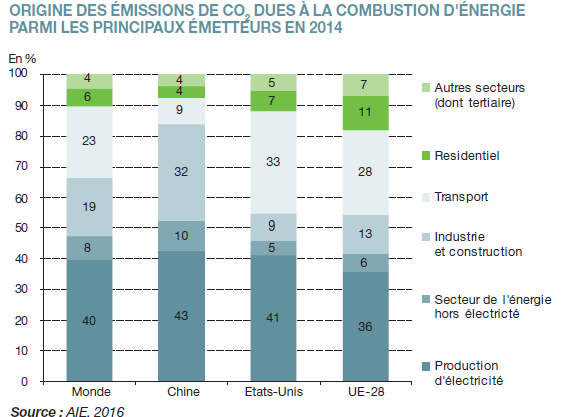 ORIGINE DES ÉMISSIONS DE CO2 DUES À LA COMBUSTION D'ÉNERGIE
PARMI LES PRINCIPAUX ÉMETTEURS EN 2014
En %
100
90
80
70
60
50
40
30
20
10
0
4
6
23
19
8
40
4
4
9
32
10
43
5
7
33
9
5
41
7
11
28
13
6
36
Monde
Chine
Etats-Unis
UE-28
Autres secteurs
(dont tertiaire)
Residentiel
Transport
Industrie
et construction
Secteur de l'énergie
hors électricté
Production
d'électricité
Source : AIE, 2016